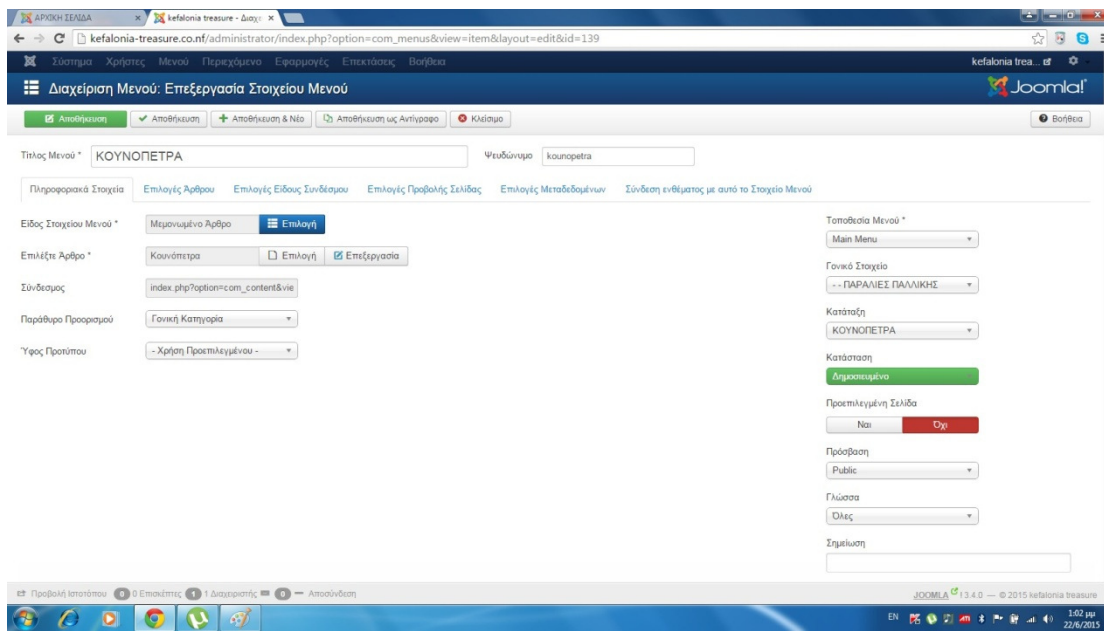 ΑΡΧΙΚΗ ΣΕΛΙΔΑ
kefalonia treasure - Διαχε
kefalonia-treasure.co.nf/administrator/index.php?option=com_menus&view=item&layout=edit&id=139
Σύστημα Χρήστες Μενού Περιεχόμενο Εφαρμογές Επεκτάσεις Βοήθεια
kefalonia trea...
Διαχείριση Μενού: Επεξεργασία Στοιχείου Μενού
Joomla!
Αποθήκευση Αποθήκευση Αποθήκευση & Νέο Αποθήκευση ως Αντίγραφο Κλείσιμο Βοήθεια
Τίτλος Μενού * ΚΟΥΝΟΠΕΤΡΑ Ψευδώνυμο kounopetra
Πληροφοριακά Στοιχεία Επιλογές Άρθρου Επιλογές Είδους Συνδέσμου Επιλογές Προβολής Σελίδας Επιλογές Μεταδεδομένων Σύνδεση ενθέματος με αυτό το Στοιχείο Μενού
Είδος Στοιχείου Μενού * Μεμονωμένο Άρθρο Επιλογή
Επιλέξτε Άρθρο * Κουνόπετρα Επιλογή Επεξεργασία
Σύνδεσμος index.php?option=com_content&vie
Παράθυρο Προορισμού Γονική Κατηγορία
Ύφος Προτύπου - Χρήση Προεπιλεγμένου -
Τοποθεσία Μενού *
Main Menu
Γονικό Στοιχείο
- - ΠΑΡΑΛΙΕΣ ΠΑΛΛΙΚΗΣ
Κατάταξη
ΚΟΥΝΟΠΕΤΡΑ
Κατάσταση
Δημοσιευμένο
Προεπιλεγμένη Σελίδα
Ναι Όχι
Πρόσβαση
Public
Γλώσσα
Όλες
Σημείωση
Προβολή Ιστοτόπου 0 0 Επισκέπτες 1 1 Διαχειριστής 0 Αποσύνδεση
JOOMLA 3.4.0 — © 2015 kefalonia treasure
EN
1:02 μμ
22/6/2015